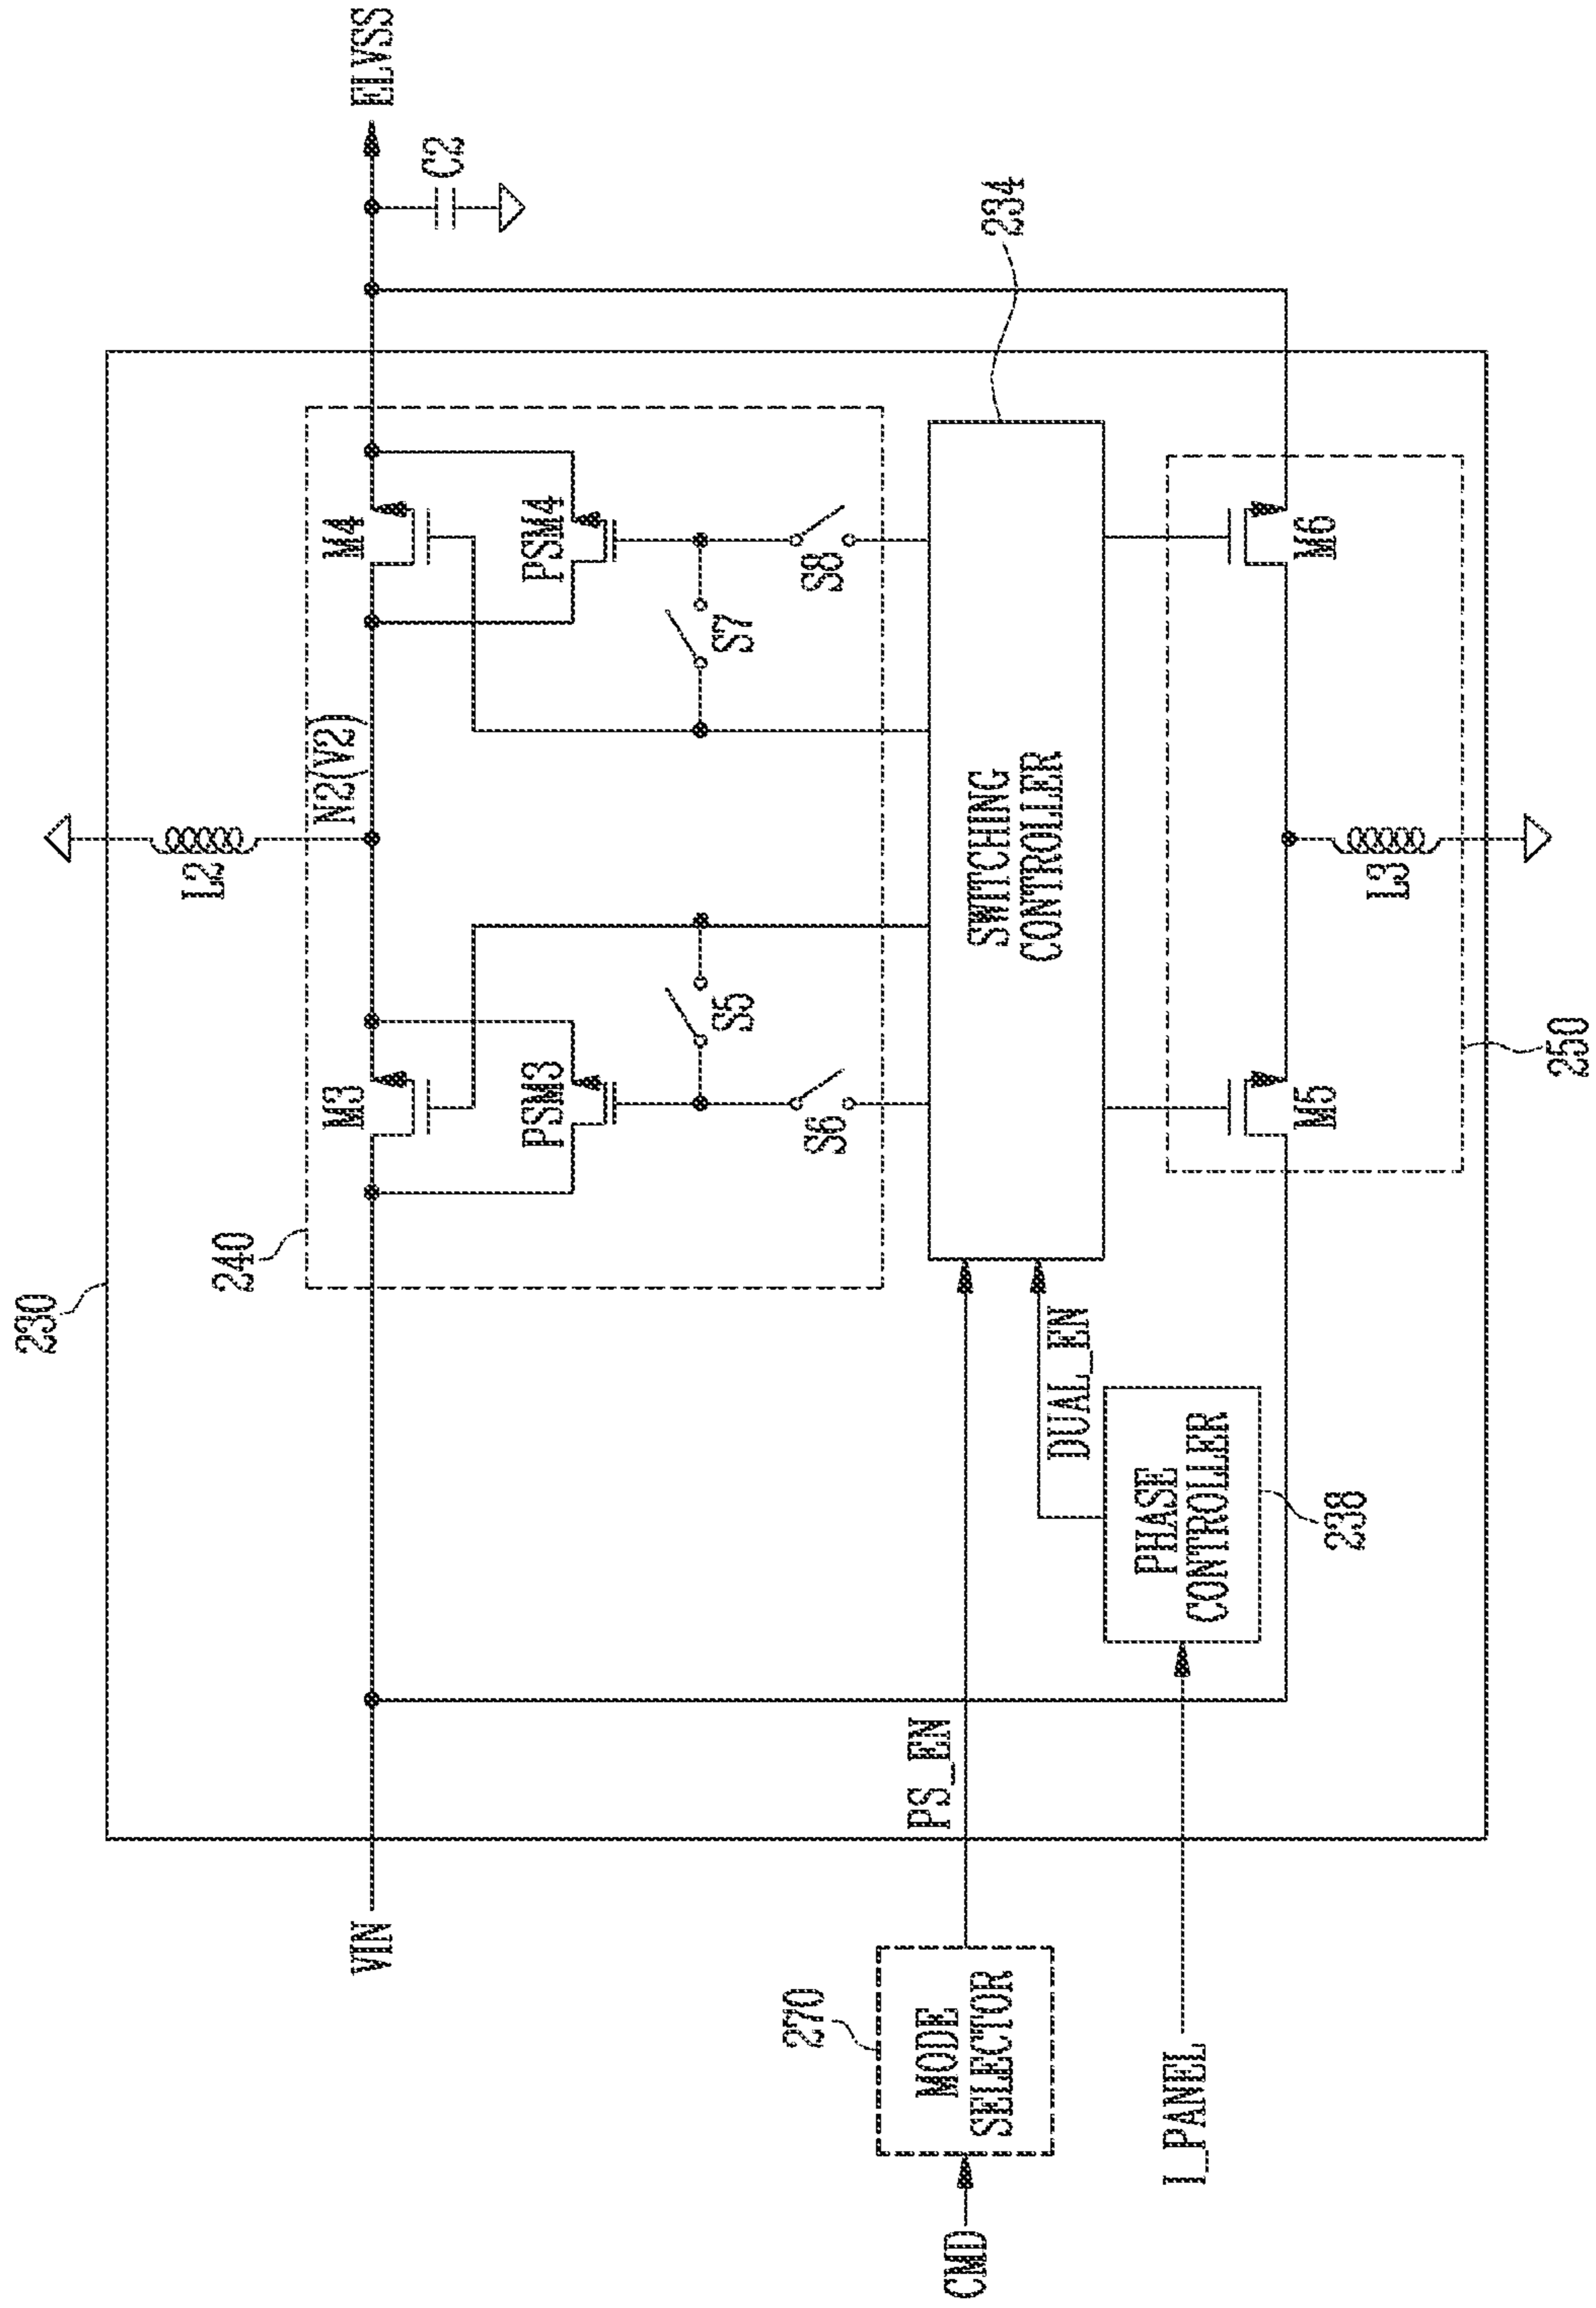 230
240
L2
N2(V2)
VIN
M3
M4
ELVSS
C2
PSM3
PSM4
S5
S7
S6
S8
234
270
MODE
SELECTOR
CMD
PS_EN
SWITCHING
CONTROLLER
DUAL_EN
I_PANEL
PHASE
CONTROLLER
238
M5
M6
L3
250